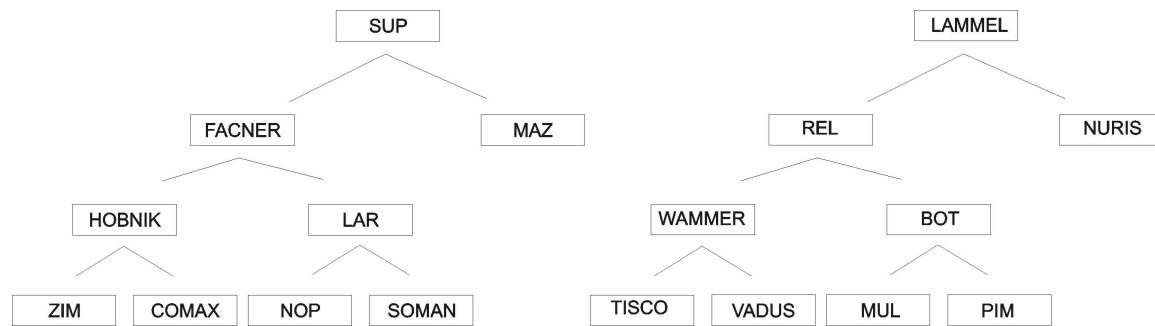 SUP
LAMMEL
FACNER
MAZ
REL
NURIS
HOBNIK
LAR
WAMMER
BOT
ZIM
COMAX
NOP
SOMAN
TISCO
VADUS
MUL
PIM